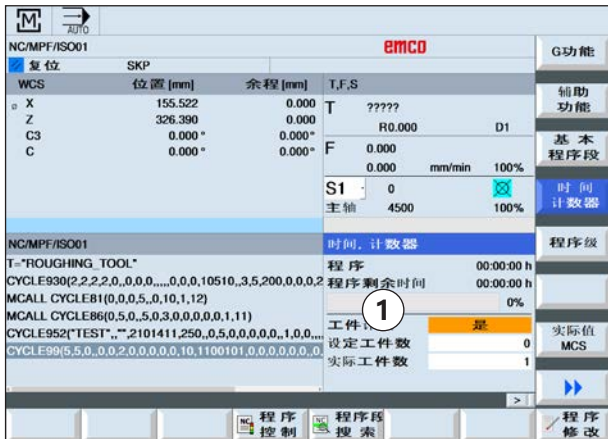 M
AUTO
NC/MPF/ISO01
emco
G功能
复位 SKP
WCS 位置 [mm] 余程 [mm] T,F,S
辅助
功能
X 155.522 0.000
Z 326.390 0.000
C3 0.000 ° 0.000°
C 0.000 ° 0.000°
T ?????
R0.000 D1
F 0.000
0.000 mm/min 100%
S1 0
主轴 4500 100%
基本
程序段
时间
计数器
NC/MPF/ISO01
时间, 计数器
程序级
T="ROUGHING_TOOL"
CYCLE930(2,2,2,2,0,,0,0,0,,,,,0,0,0,10510,,3,5,200,0,0,0,2
MCALL CYCLE81(0,0,0,5,,0,10,1,12)
MCALL CYCLE86(0,5,0,,5,0,3,0,0,0,0,0,1,11)
CYCLE952("TEST",,"",2101411,250,,0,5,0,0,0,0,0,,1,0,0,,,,
CYCLE99(5,5,0,,0,0,2,0,0,0,0,0,10,1100101,0,0,0,0,0,0,,0
程序 00:00:00 h
程序剩余时间 00:00:00 h
0%
1
工件 是
设定工件数 0
实际工件数 1
实际值
MCS
>
程序
控制
程序段
搜索
程序
修改